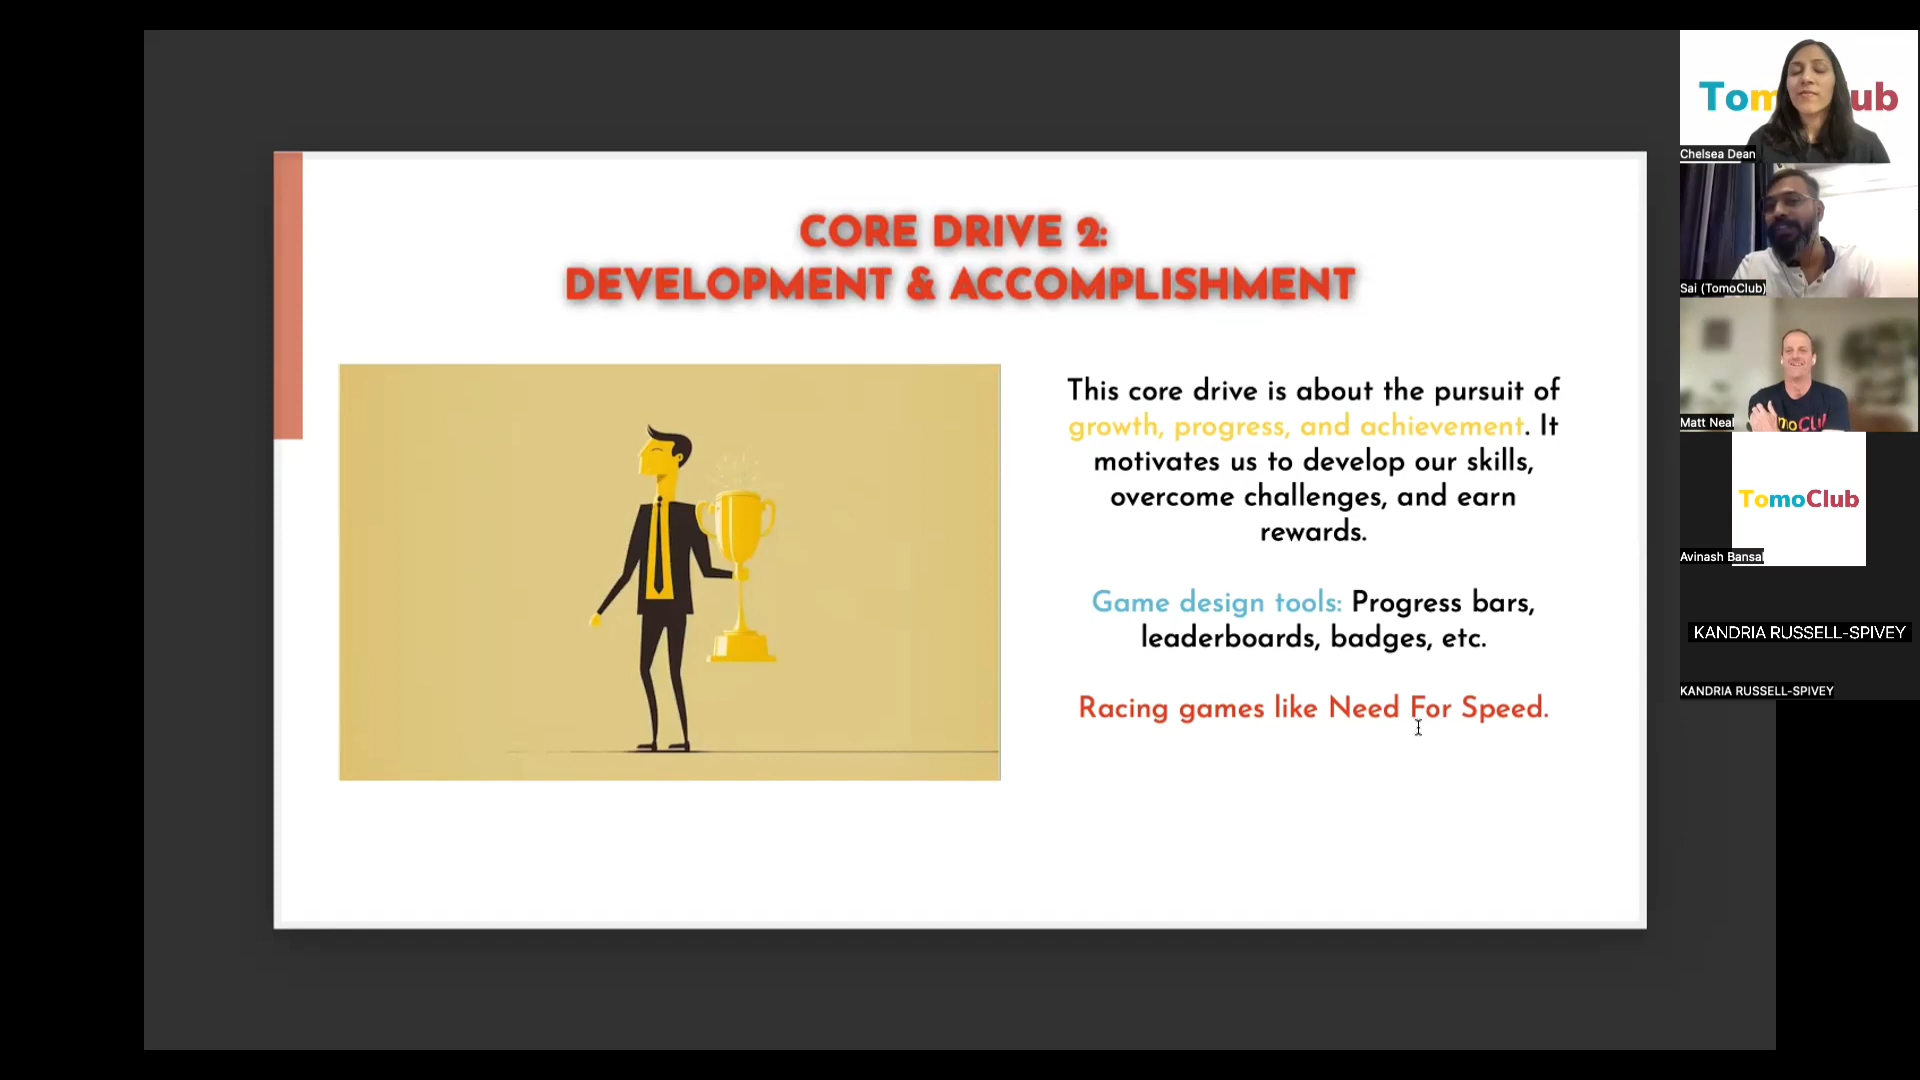 CORE DRIVE 2:
DEVELOPMENT & ACCOMPLISHMENT
This core drive is about the pursuit of
growth, progress, and achievement. It
motivates us to develop our skills,
overcome challenges, and earn
rewards.
Game design tools: Progress bars,
leaderboards, badges, etc.
Racing games like Need For Speed.
Tom ub
Chelsea Dean
Sai (TomoClub)
moClu
Matt Neal
TomoClub
Avinash Bansal
KANDRIA RUSSELL-SPIVEY
KANDRIA RUSSELL-SPIVEY